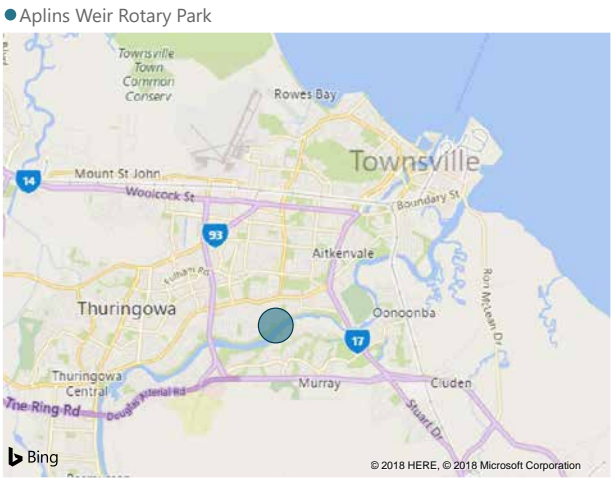 Aplins Weir Rotary Park
Townsville
Town
Common
Conserv
Rowes Bay
Townsville
14
Mount St John
Woolcock St
Boundary St
93
Aitkenvale
Fulham Rd
Ron McLean Dr
Thuringowa
Oonoonba
17
Thuringowa
Central
Murray
Cluden
The Ring Rd
Douglas Arterial Rd
Stuart Dr
Bing
© 2018 HERE, © 2018 Microsoft Corporation